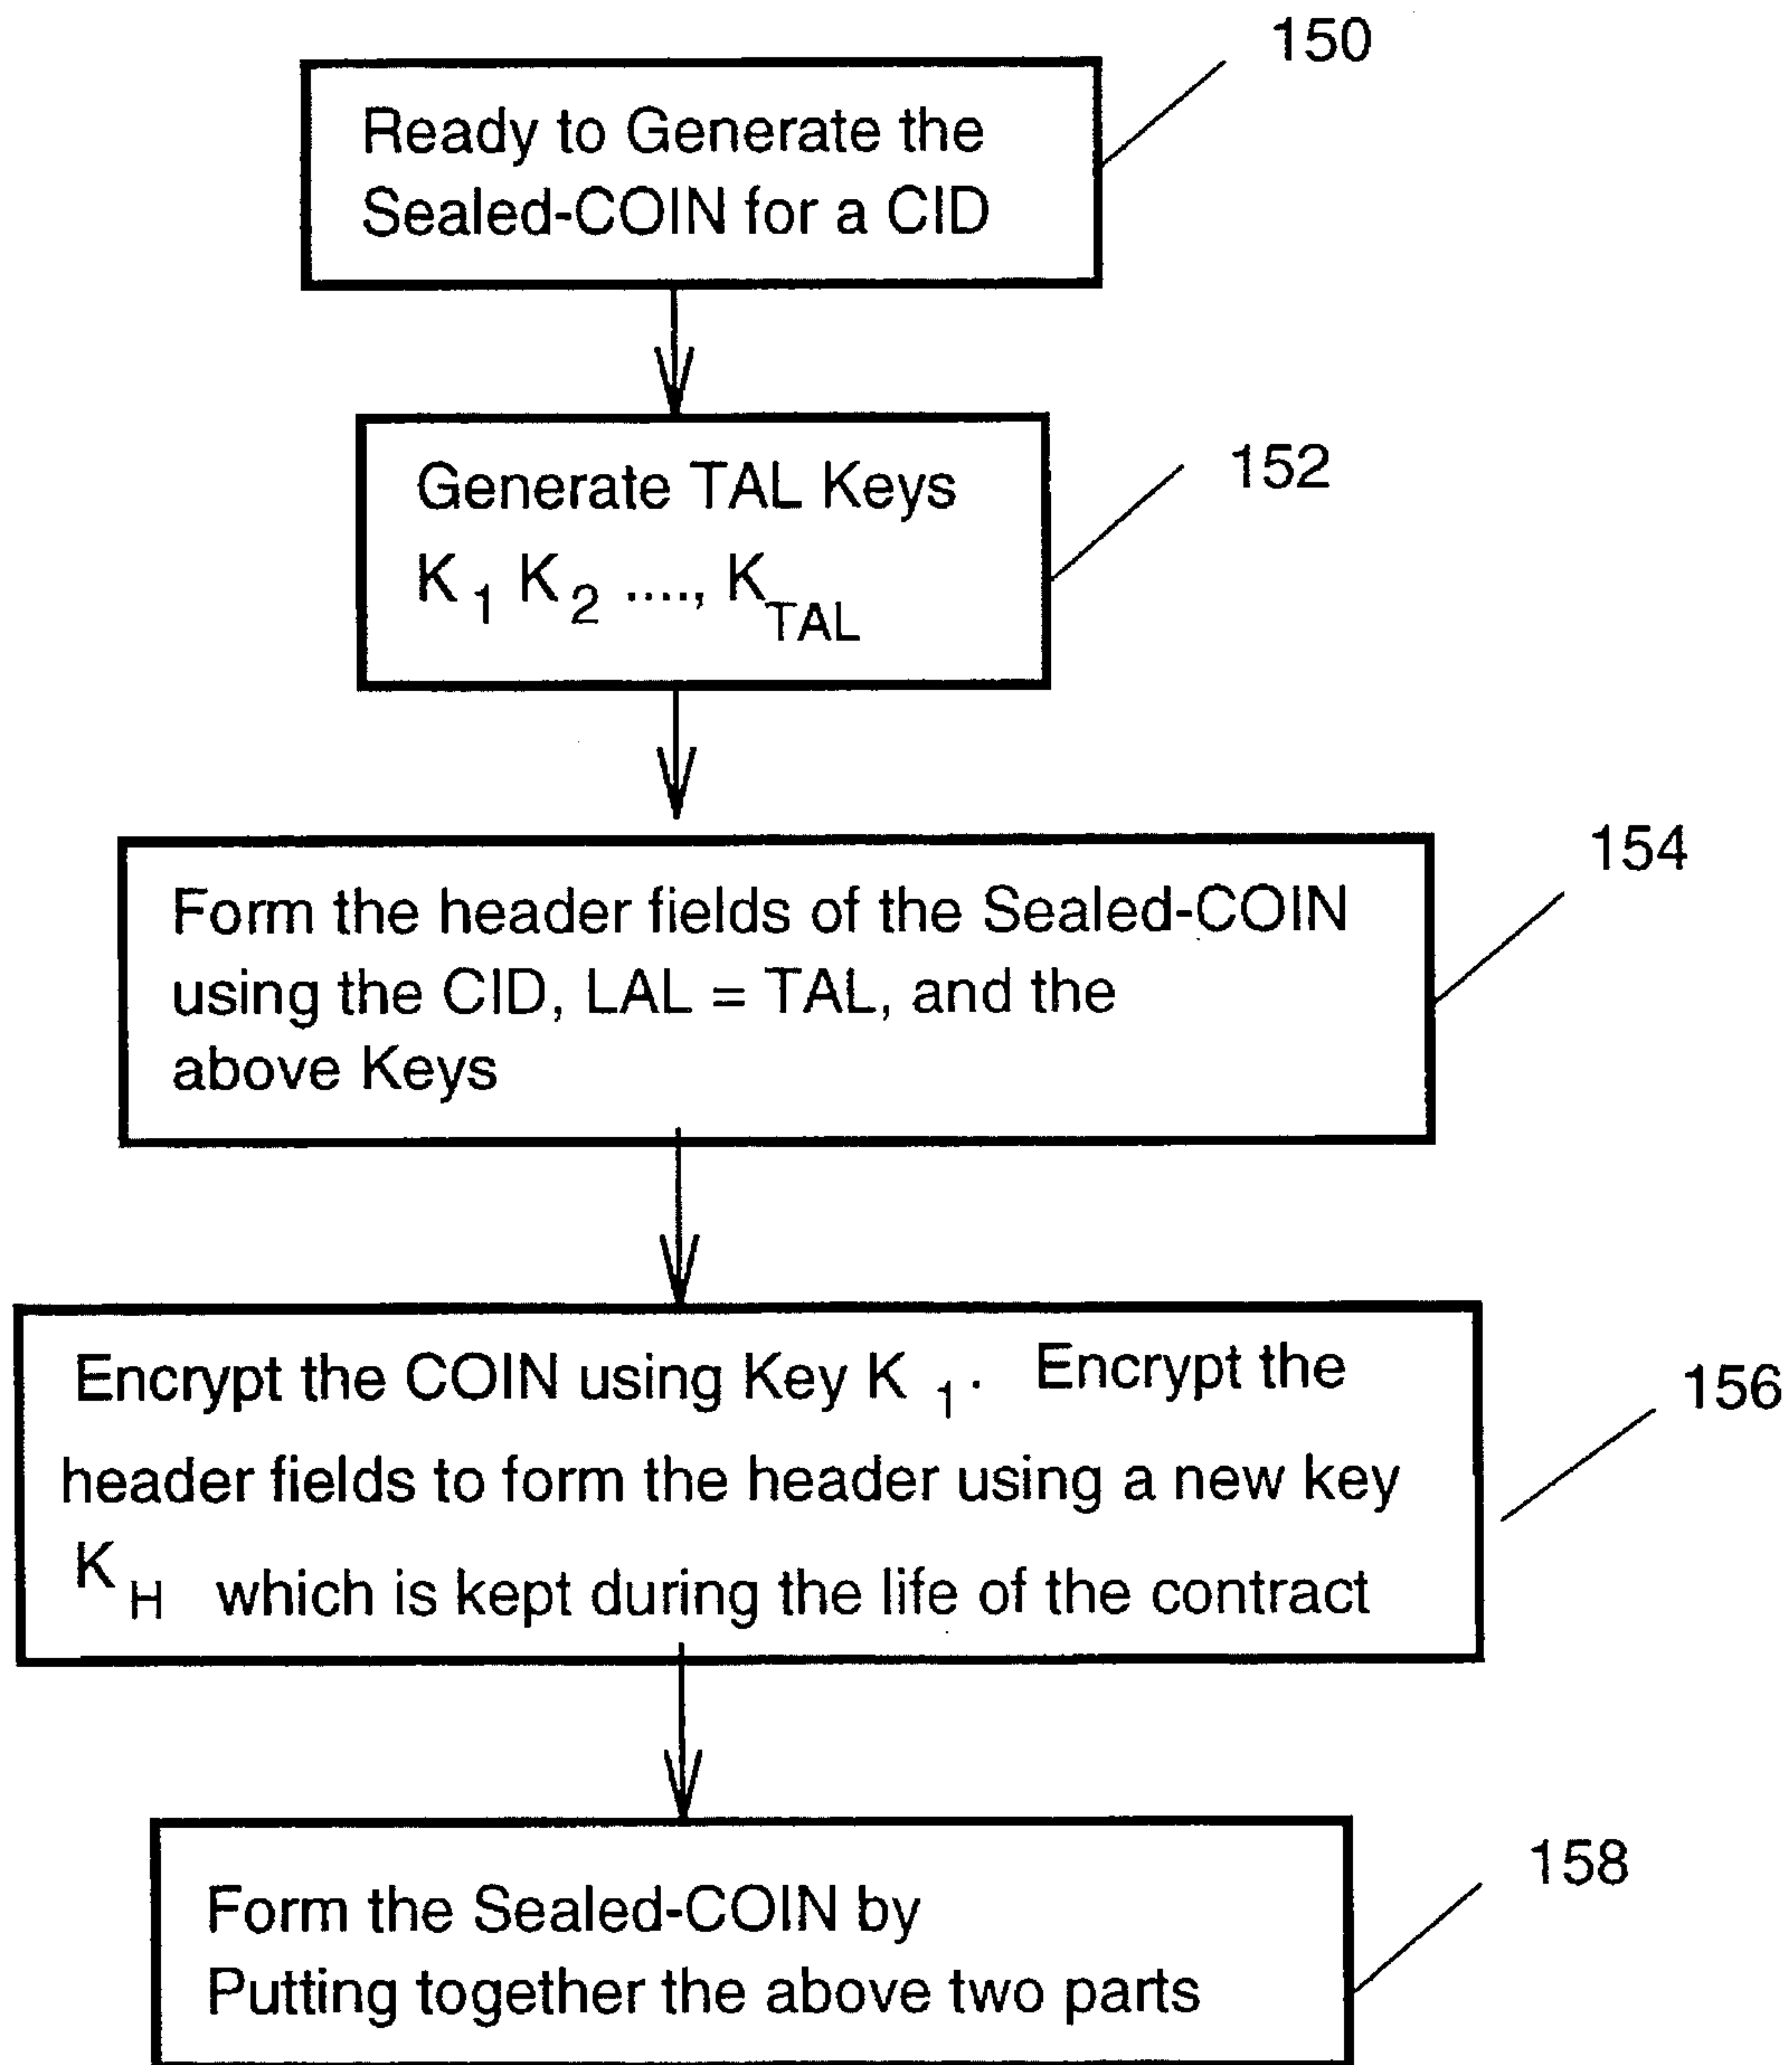 150
Ready to Generate the
Sealed-COIN for a CID
152
Generate TAL Keys
K 1 K 2 ...., K TAL
154
Form the header fields of the Sealed-COIN
using the CID, LAL = TAL, and the
above Keys
156
Encrypt the COIN using Key K 1. Encrypt the
header fields to form the header using a new key
K H which is kept during the life of the contract
158
Form the Sealed-COIN by
Putting together the above two parts